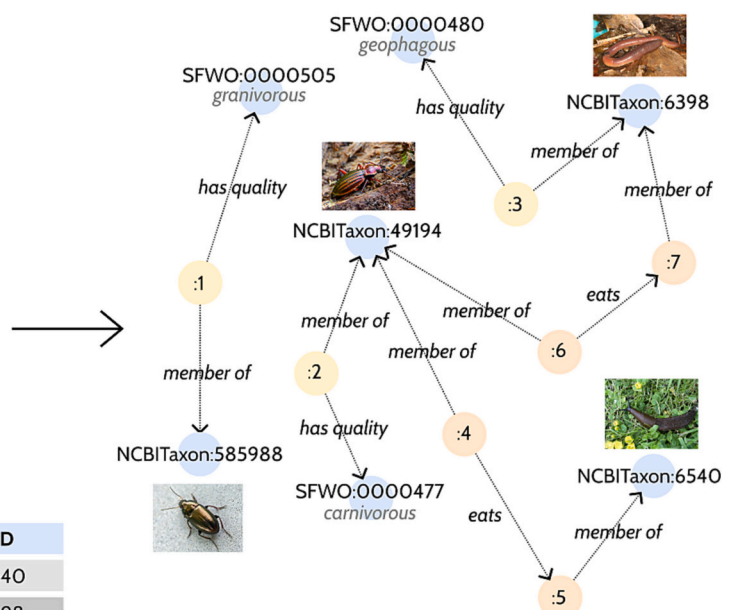 SFWO:0000480
geophagous
SFWO:0000505
granivorous
has quality
NCBITaxon:6398
member of
has quality
member of
:3
NCBITaxon:49194
:7
:1
eats
member of
member of
:6
member of
member of
:2
has quality
:4
NCBITaxon:585988
NCBITaxon:6540
SFWO:0000477
carnivorous
eats
member of
D
40
:5